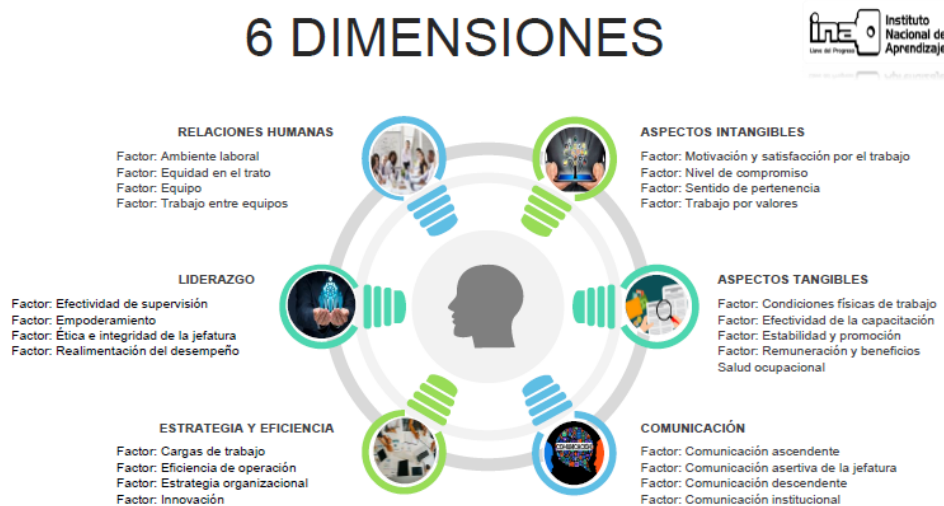 6 DIMENSIONES
ina
Llave del Progreso
Instituto
Nacional de
Aprendizaje
RELACIONES HUMANAS
Factor: Ambiente laboral
Factor: Equidad en el trato
Factor: Equipo
Factor: Trabajo entre equipos
ASPECTOS INTANGIBLES
Factor: Motivación y satisfacción por el trabajo
Factor: Nivel de compromiso
Factor: Sentido de pertenencia
Factor: Trabajo por valores
LIDERAZGO
Factor: Efectividad de supervisión
Factor: Empoderamiento
Factor: Ética e integridad de la jefatura
Factor: Realimentación del desempeño
ASPECTOS TANGIBLES
Factor: Condiciones físicas de trabajo
Factor: Efectividad de la capacitación
Factor: Estabilidad y promoción
Factor: Remuneración y beneficios
Salud ocupacional
ESTRATEGIA Y EFICIENCIA
Factor: Cargas de trabajo
Factor: Eficiencia de operación
Factor: Estrategia organizacional
Factor: Innovación
COMUNICACIÓN
Factor: Comunicación ascendente
Factor: Comunicación asertiva de la jefatura
Factor: Comunicación descendente
Factor: Comunicación institucional